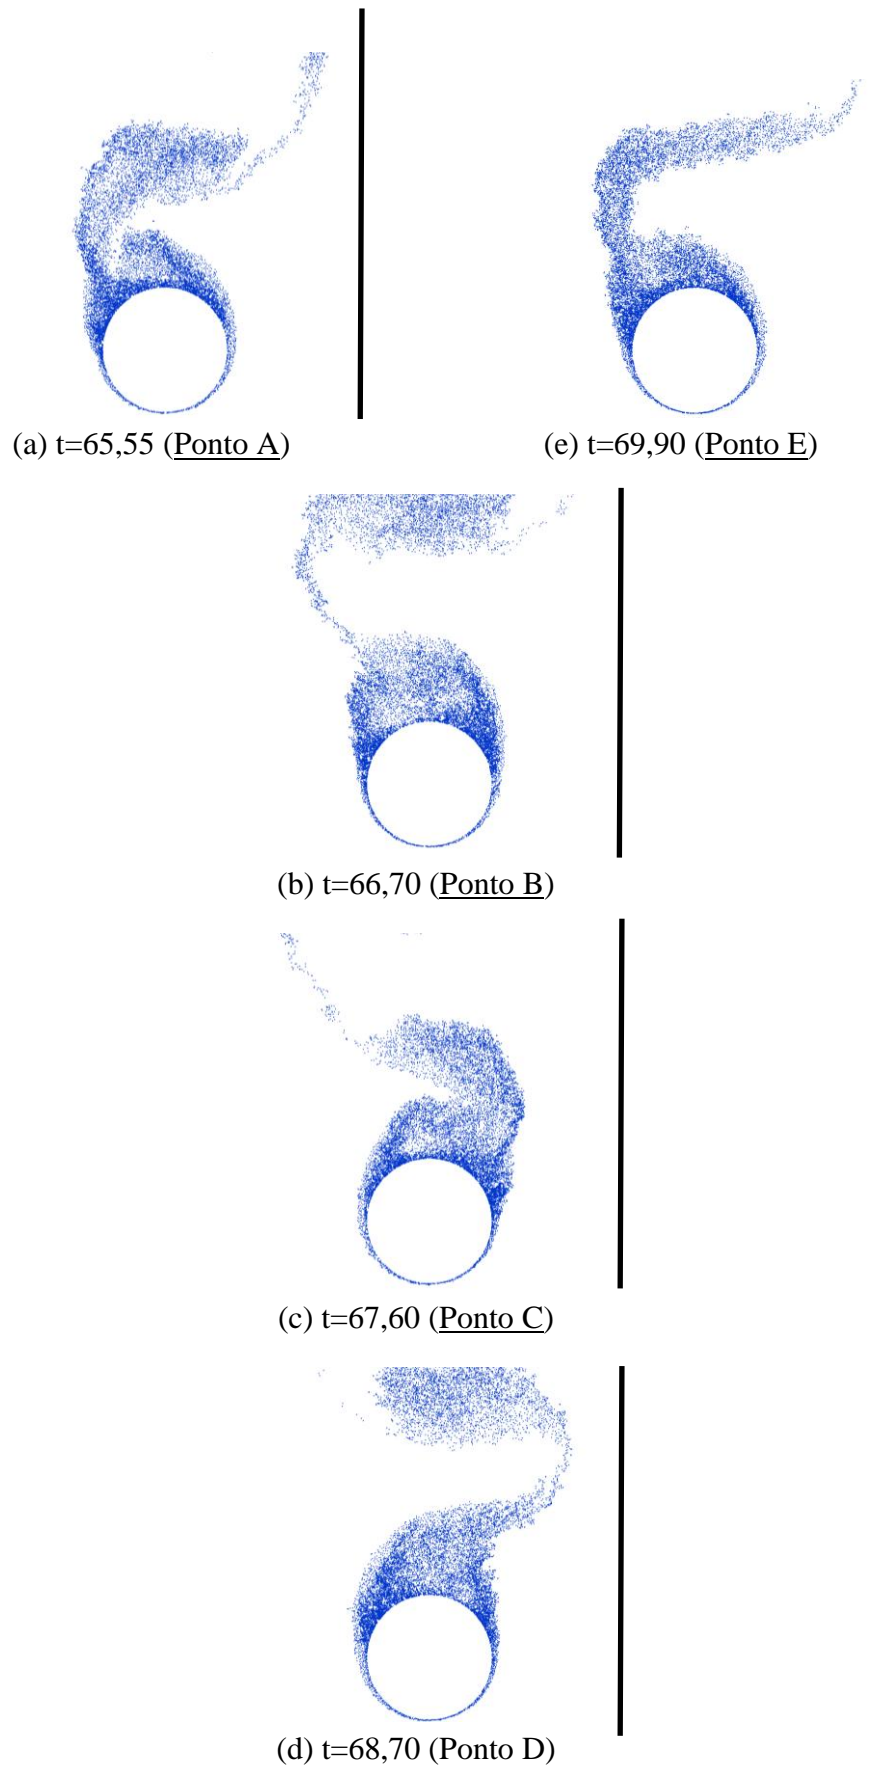 (a) t=65,55 (Ponto A)
(e) t=69,90 (Ponto E)
(b) t=66,70 (Ponto B)
(c) t=67,60 (Ponto C)
(d) t=68,70 (Ponto D)